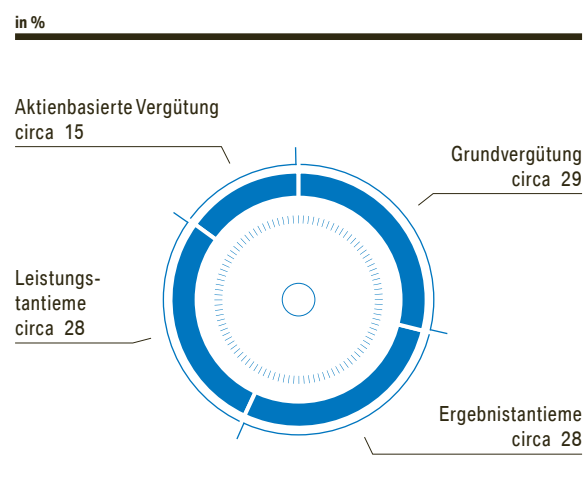 in %
Aktienbasierte Vergütung
circa 15
Grundvergütung
circa 29
Leistungs-
tantieme
circa 28
Ergebnistantieme
circa 28